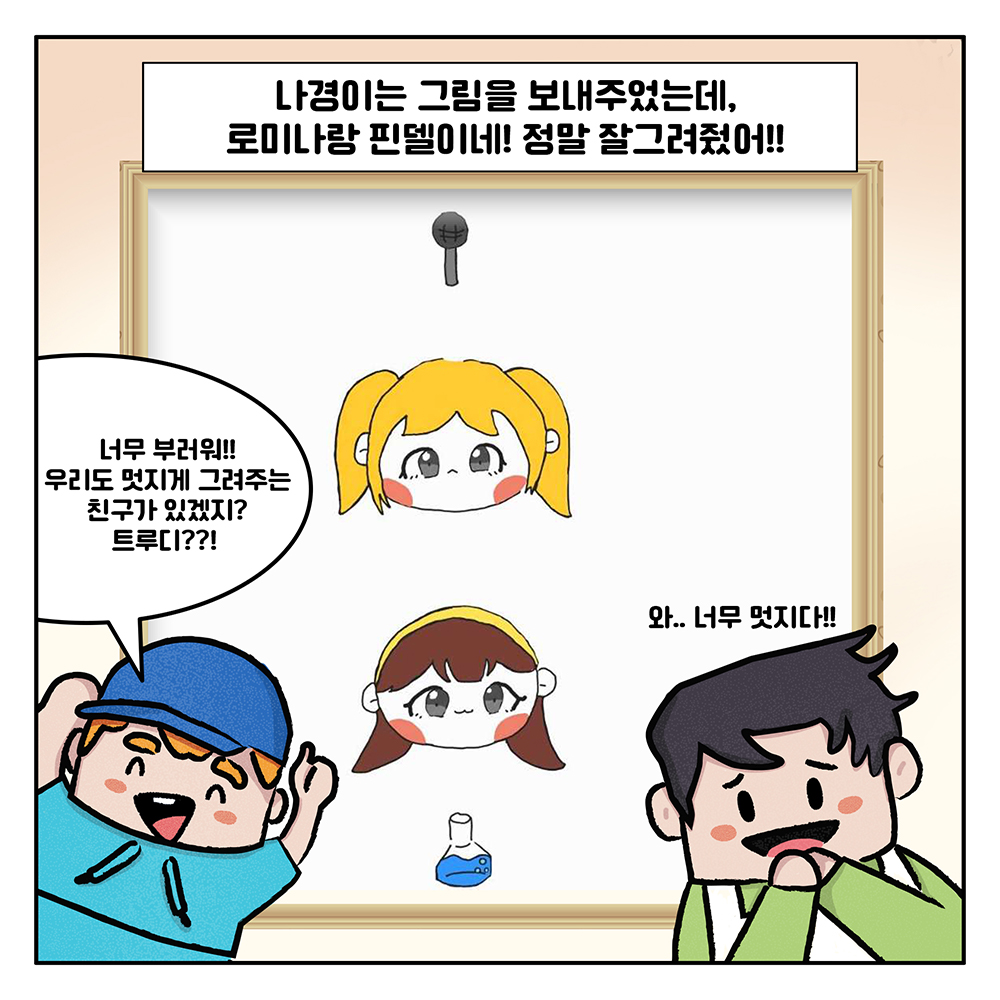 나경이는 그림을 보내주었는데,
로미나랑 핀델이네! 정말 잘그려줬어!!
너무 부러워!!
우리도 멋지게 그려주는
친구가 있겠지?
트루디??!
와.. 너무 멋지다!!